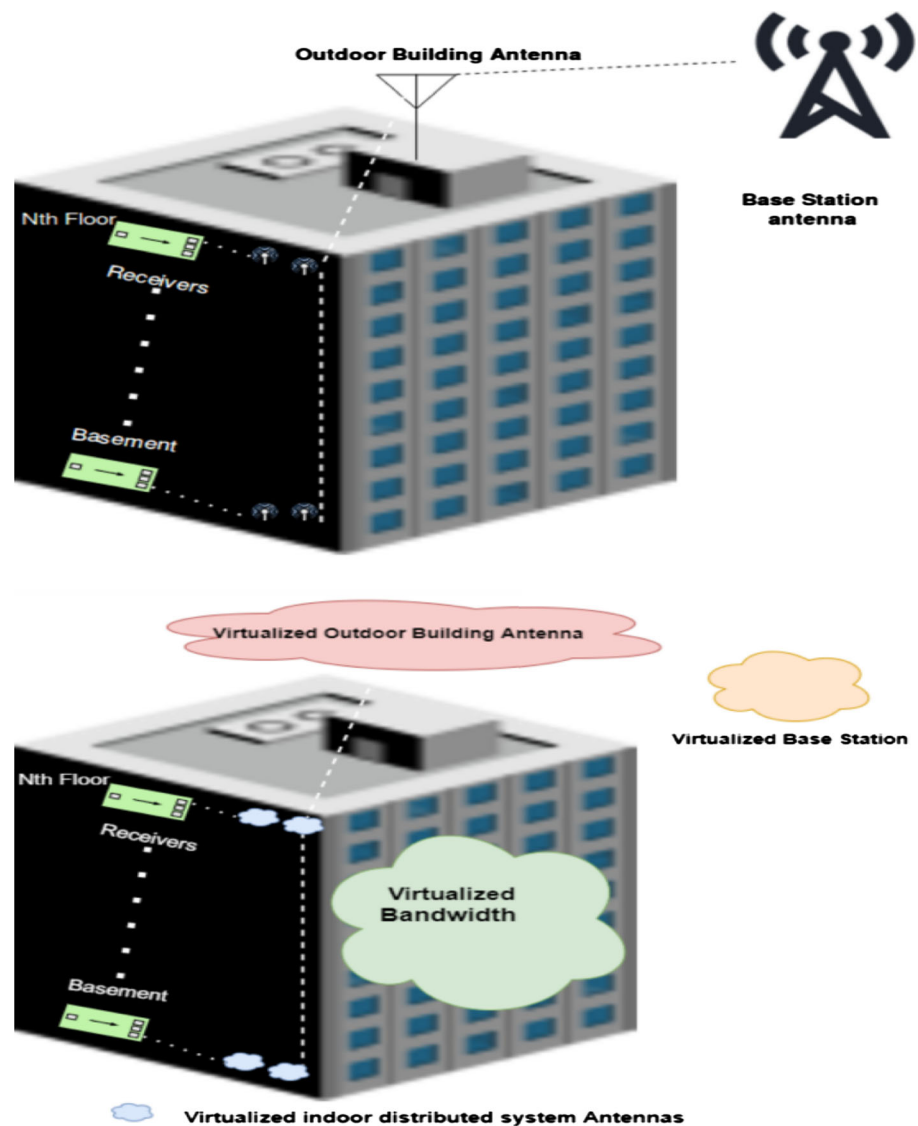 Outdoor Building Antenna
Base Station
antenna
Nth Floor
Receivers
Basement
Virtualized Outdoor Building Antenna
Virtualized Base Station
Nth Floor
Receivers
Virtualized
Bandwidth
Basement
Virtualized indoor distributed system Antennas